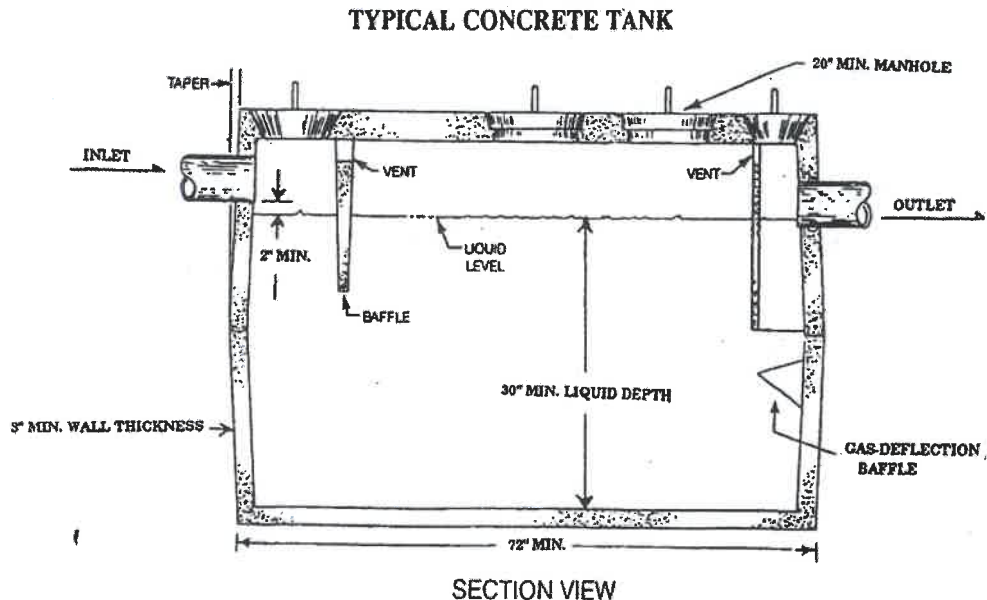 TYPICAL CONCRETE TANK
20" MIN. MANHOLE
TAPER
INLET
VENT
VENT
OUTLET
2" MIN.
LIQUID
LEVEL
BAFFLE
30" MIN. LIQUID DEPTH
3" MIN. WALL THICKNESS
GAS-DEFLECTION
BAFFLE
72" MIN.
SECTION VIEW